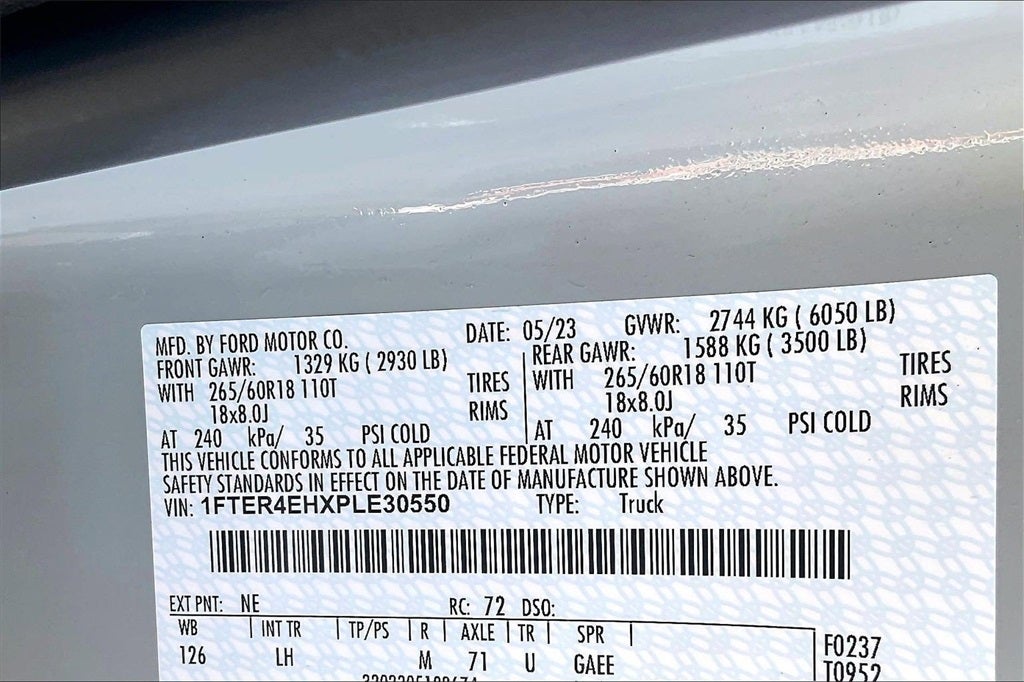 MFD. BY FORD MOTOR CO. DATE: 05/23 GVWR: 2744 KG ( 6050 LB)
FRONT GAWR: 1329 KG ( 2930 LB) REAR GAWR: 1588 KG ( 3500 LB)
WITH 265/60R18 110T TIRES WITH 265/60R18 110T TIRES
18x8.0J RIMS 18x8.0J RIMS
AT 240 kPa/ 35 PSI COLD AT 240 kPa/ 35 PSI COLD
THIS VEHICLE CONFORMS TO ALL APPLICABLE FEDERAL MOTOR VEHICLE
SAFETY STANDARDS IN EFFECT ON THE DATE OF MANUFACTURE SHOWN ABOVE.
VIN: 1FTER4EHXPLE30550 TYPE: Truck
EXT PNT: NE RC: 72 DSO:
WB INT TR TP/PS R AXLE TR SPR
126 LH M 71 U GAEE
F0237
T0952